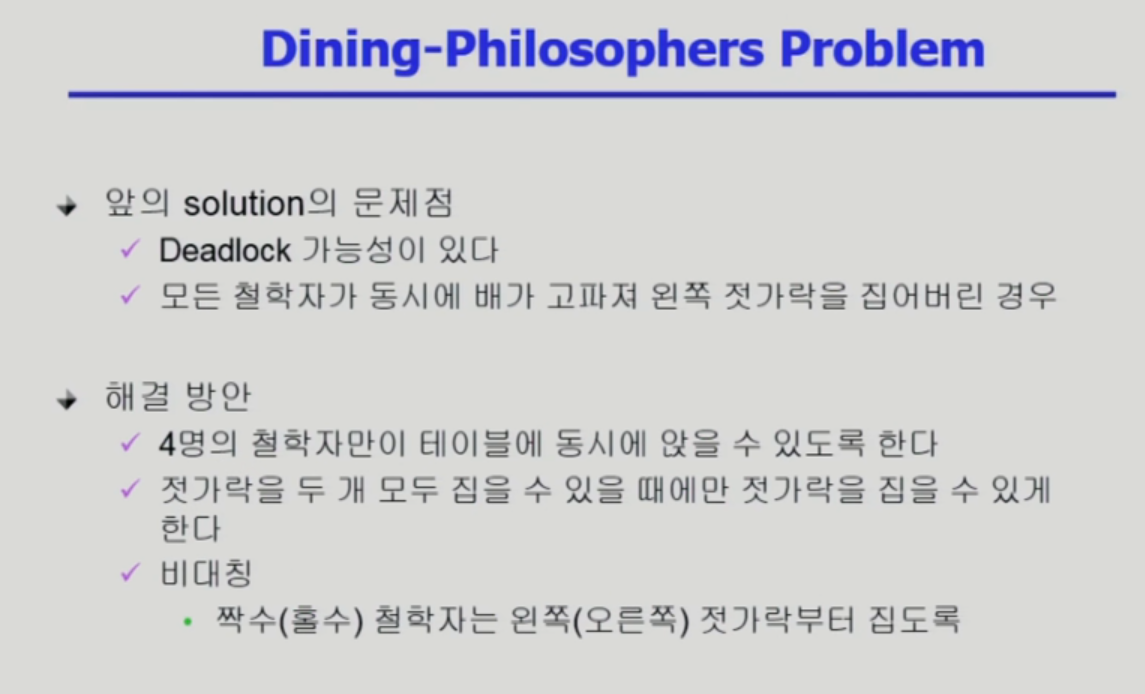 Dining-Philosophers Problem
앞의 solution의 문제점
Deadlock 가능성이 있다
모든 철학자가 동시에 배가 고파져 왼쪽 젓가락을 집어버린 경우
해결 방안
4명의 철학자만이 테이블에 동시에 앉을 수 있도록 한다
젓가락을 두 개 모두 집을 수 있을 때에만 젓가락을 집을 수 있게
한다
비대칭
짝수(홀수) 철학자는 왼쪽(오른쪽) 젓가락부터 집도록